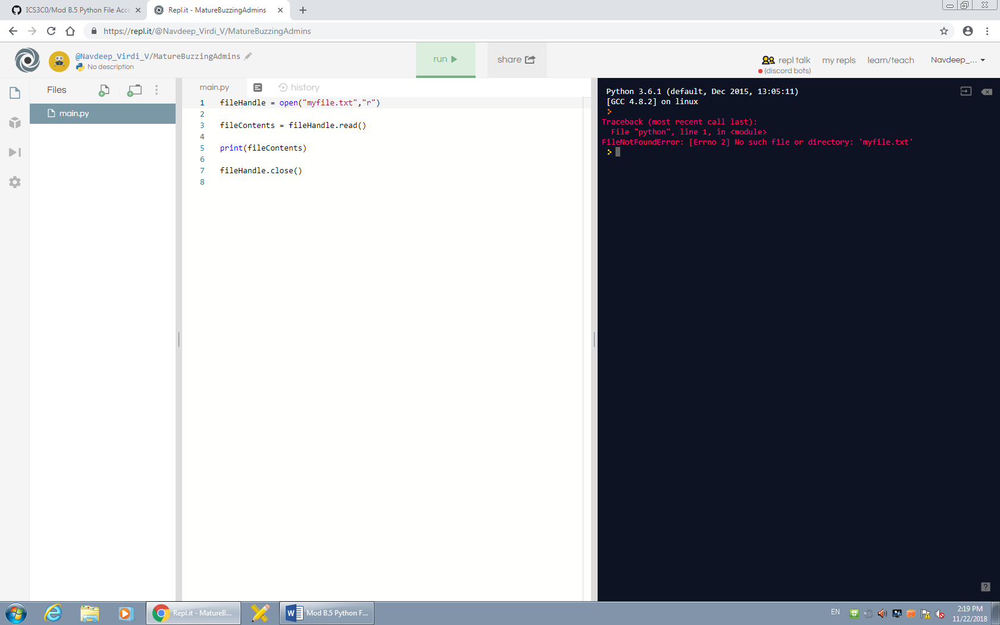 ICS3C0/Mod B.5 Python File Acce
Repl.it - MatureBuzzingAdmins
https://repl.it/@Navdeep_Virdi_V/MatureBuzzingAdmins
@Navdeep_Virdi_V/MatureBuzzingAdmins
No description
run
share
repl talk
(discord bots)
my repls
learn/teach
Navdeep_...
Files
main.py
main.py
history
1 fileHandle = open("myfile.txt","r")
2
3 fileContents = fileHandle.read()
4
5 print(fileContents)
6
7 fileHandle.close()
8
Python 3.6.1 (default, Dec 2015, 13:05:11)
[GCC 4.8.2] on linux
Traceback (most recent call last):
File "python", line 1, in <module>
FileNotFoundError: [Errno 2] No such file or directory: 'myfile.txt'
?
Repl.it - MatureB...
Mod B.5 Python F...
EN
2:19 PM
11/22/2018